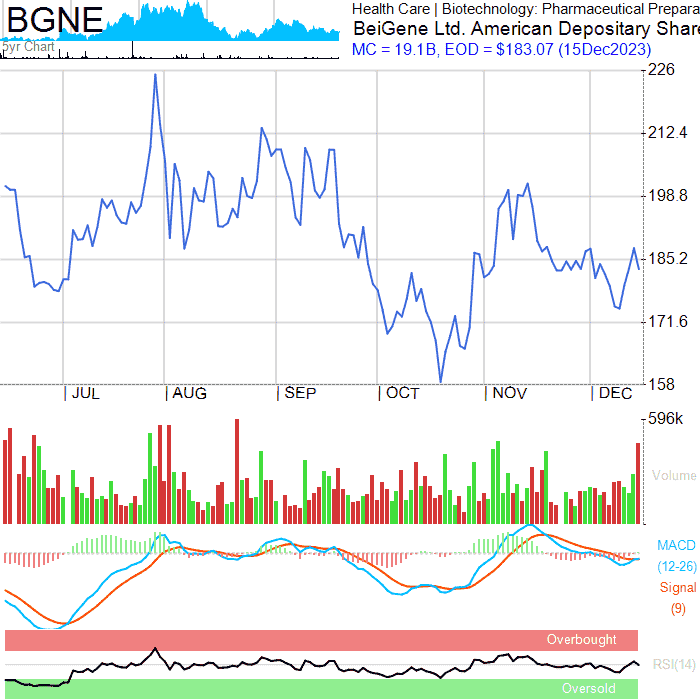 BGNE
5yr Chart
Health Care | Biotechnology: Pharmaceutical Prepara
BeiGene Ltd. American Depositary Share
MC = 19.1B, EOD = $183.07 (15Dec2023)
226
212.4
198.8
185.2
171.6
158
| JUL | AUG | SEP | OCT | NOV | DEC
596k
Volume
MACD
(12-26)
Signal
(9)
Overbought
RSI(14)
Oversold